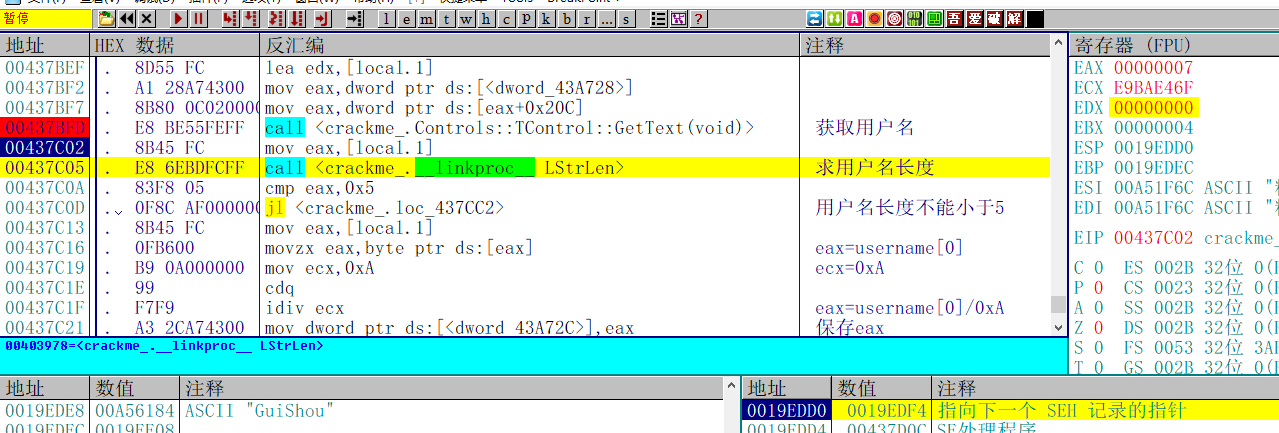 暂停
l e m t w h c p k b r ... s
吾 爱 破 解
地址 HEX 数据 反汇编 注释
00437BEF . 8D55 FC lea edx,[local.1]
00437BF2 . A1 28A74300 mov eax,dword ptr ds:[<dword_43A728>]
00437BF7 . 8B80 0C020000 mov eax,dword ptr ds:[eax+0x20C]
00437BFD . E8 BE55FEFF call <crackme_.Controls::TControl::GetText(void)> 获取用户名
00437C02 . 8B45 FC mov eax,[local.1]
00437C05 . E8 6EBDFCFF call <crackme_.__linkproc__ LStrLen> 求用户名长度
00437C0A . 83F8 05 cmp eax,0x5
00437C0D . 0F8C AF000000 jl <crackme_.loc_437CC2> 用户名长度不能小于5
00437C13 . 8B45 FC mov eax,[local.1]
00437C16 . 0FB600 movzx eax,byte ptr ds:[eax] eax=username[0]
00437C19 . B9 0A000000 mov ecx,0xA ecx=0xA
00437C1E . 99 cdq
00437C1F . F7F9 idiv ecx eax=username[0]/0xA
00437C21 . A3 2CA74300 mov dword ptr ds:[<dword_43A72C>],eax 保存eax
00403978=<crackme_.__linkproc__ LStrLen>
寄存器 (FPU)
EAX 00000007
ECX E9BAE46F
EDX 00000000
EBX 00000004
ESP 0019EDD0
EBP 0019EDEC
ESI 00A51F6C ASCII "
EDI 00A51F6C ASCII "
EIP 00437C02 crackme_
C 0 ES 002B 32位 0(
P 0 CS 0023 32位 0(
A 0 SS 002B 32位 0(
Z 0 DS 002B 32位 0(
S 0 FS 0053 32位 3A
T 0 GS 002B 32位 0(
地址 数值 注释
0019EDE8 00A56184 ASCII "GuiShou"
0019EDEC 0019EE08
地址 数值 注释
0019EDD0 0019EDF4 指向下一个 SEH 记录的指针
0019EDD4 00437D0C SE处理程序